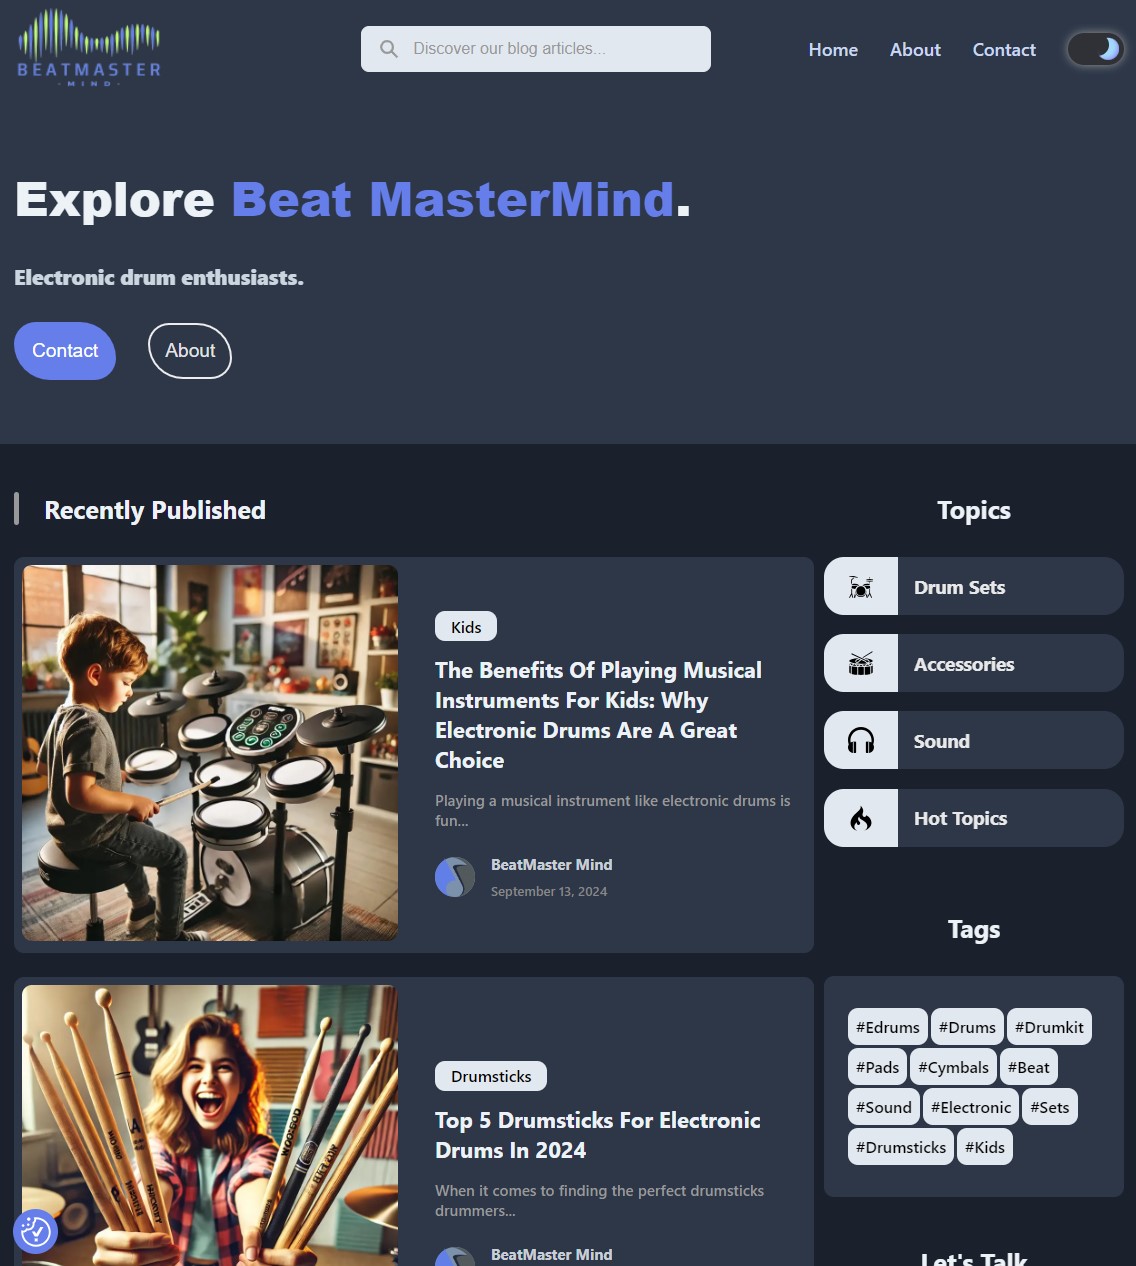 BEATMASTER
· M I N D ·
Discover our blog articles...
Home
About
Contact
Explore Beat MasterMind.
Electronic drum enthusiasts.
Contact
About
Recently Published
Kids
The Benefits Of Playing Musical
Instruments For Kids: Why
Electronic Drums Are A Great
Choice
Playing a musical instrument like electronic drums is
fun...
BeatMaster Mind
September 13, 2024
Drumsticks
Top 5 Drumsticks For Electronic
Drums In 2024
When it comes to finding the perfect drumsticks
drummers...
BeatMaster Mind
Topics
Drum Sets
Accessories
Sound
Hot Topics
Tags
#Edrums #Drums #Drumkit
#Pads #Cymbals #Beat
#Sound #Electronic #Sets
#Drumsticks #Kids
Let's Talk